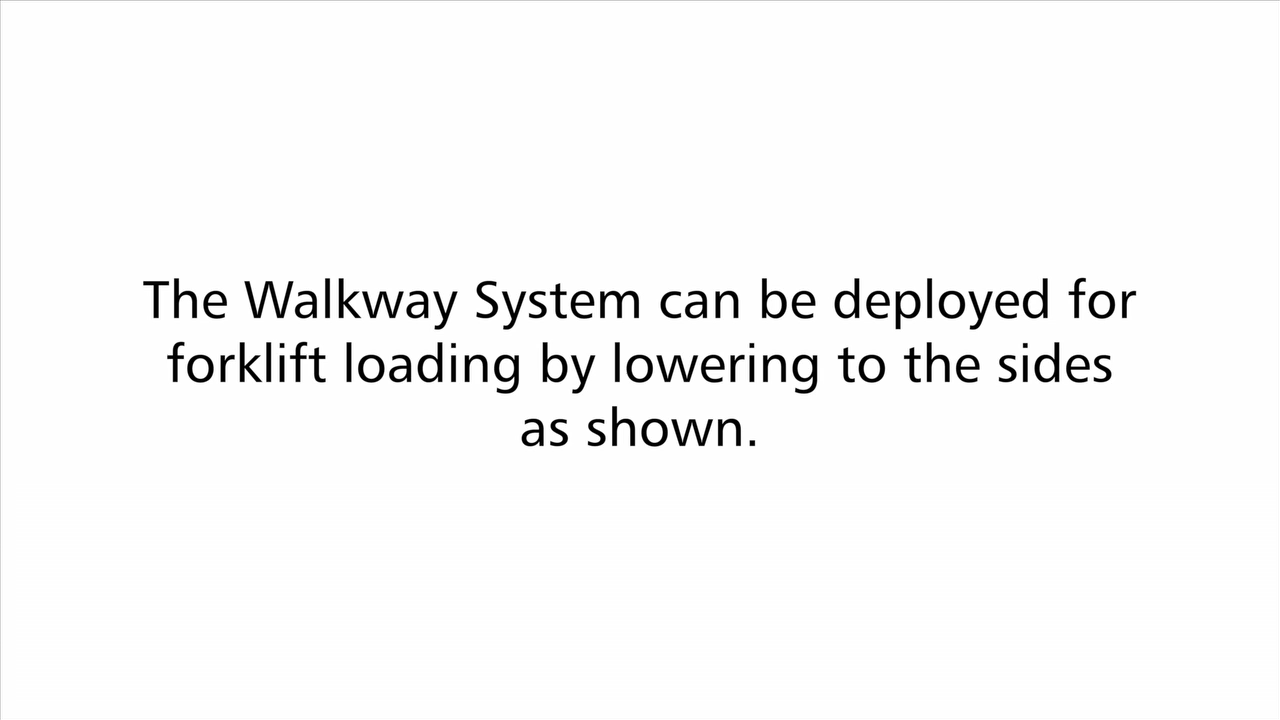 The Walkway System can be deployed for
forklift loading by lowering to the sides
as shown.